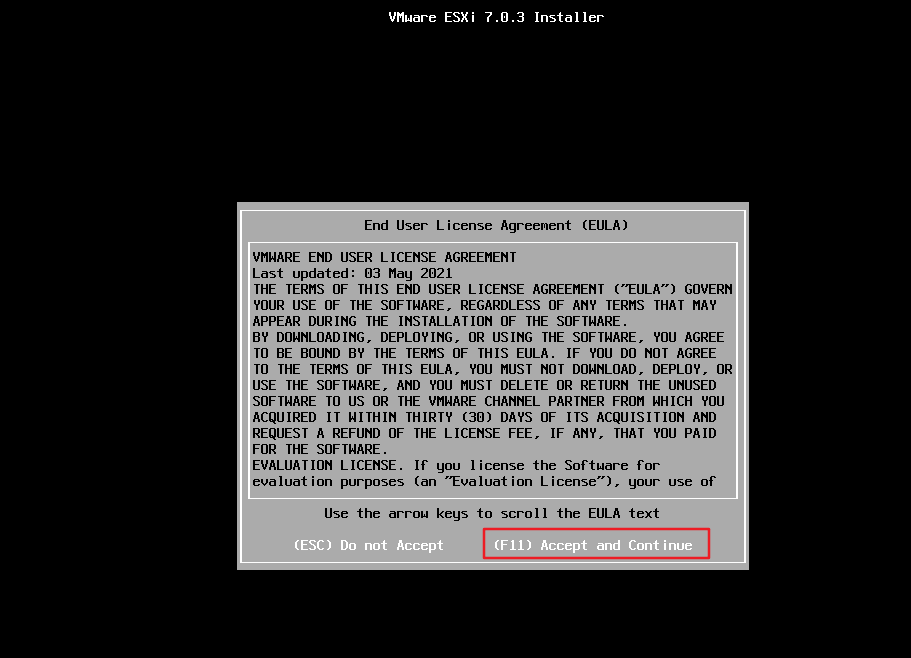 VMware ESXi 7.0.3 Installer
End User License Agreement (EULA)
VMWARE END USER LICENSE AGREEMENT
Last updated: 03 May 2021
THE TERMS OF THIS END USER LICENSE AGREEMENT ("EULA") GOVERN
YOUR USE OF THE SOFTWARE, REGARDLESS OF ANY TERMS THAT MAY
APPEAR DURING THE INSTALLATION OF THE SOFTWARE.
BY DOWNLOADING, DEPLOYING, OR USING THE SOFTWARE, YOU AGREE
TO BE BOUND BY THE TERMS OF THIS EULA. IF YOU DO NOT AGREE
TO THE TERMS OF THIS EULA, YOU MUST NOT DOWNLOAD, DEPLOY, OR
USE THE SOFTWARE, AND YOU MUST DELETE OR RETURN THE UNUSED
SOFTWARE TO US OR THE VMWARE CHANNEL PARTNER FROM WHICH YOU
ACQUIRED IT WITHIN THIRTY (30) DAYS OF ITS ACQUISITION AND
REQUEST A REFUND OF THE LICENSE FEE, IF ANY, THAT YOU PAID
FOR THE SOFTWARE.
EVALUATION LICENSE. If you license the Software for
evaluation purposes (an "Evaluation License"), your use of
Use the arrow keys to scroll the EULA text
(ESC) Do not Accept (F11) Accept and Continue